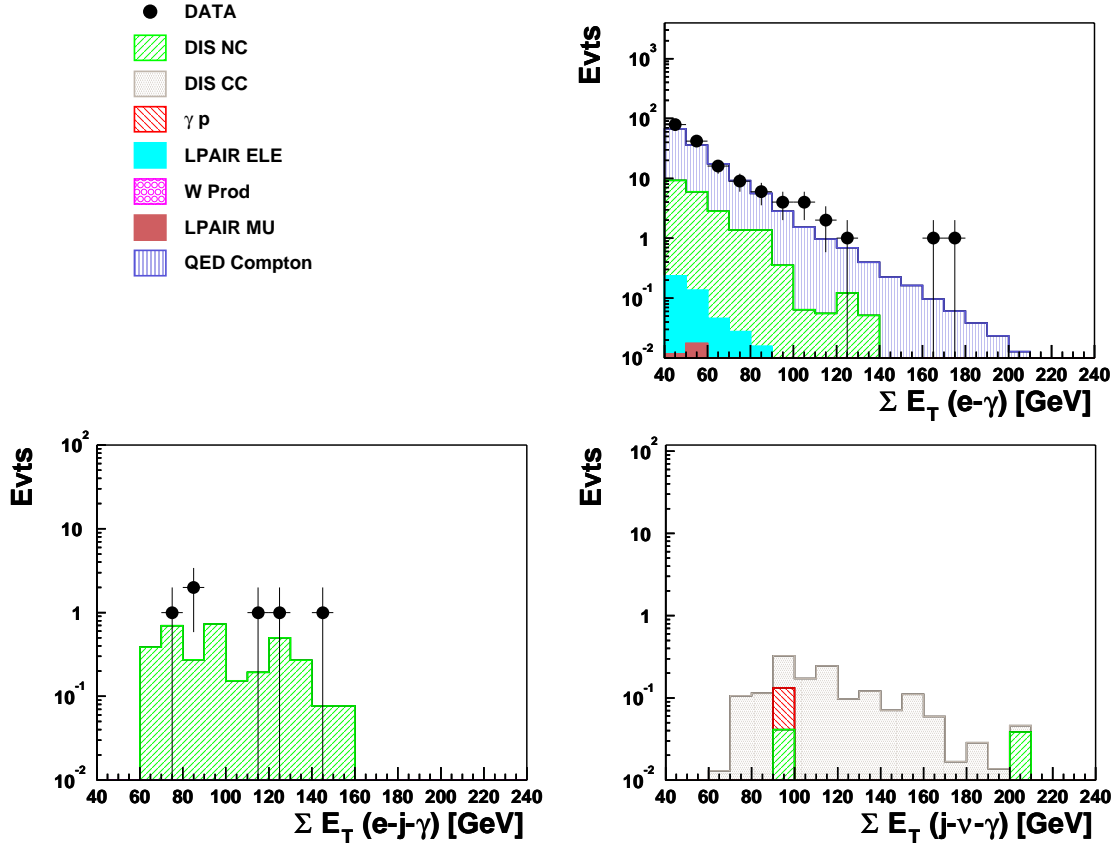 DATA
DIS NC
DIS CC
γ p
LPAIR ELE
W Prod
LPAIR MU
QED Compton
Evts
10³
10²
10
1
10⁻¹
10⁻²
40 60 80 100 120 140 160 180 200 220 240
Σ E_T (e-γ) [GeV]
Evts
10²
10
1
10⁻¹
10⁻²
40 60 80 100 120 140 160 180 200 220 240
Σ E_T (e-j-γ) [GeV]
Evts
10²
10
1
10⁻¹
10⁻²
40 60 80 100 120 140 160 180 200 220 240
Σ E_T (j-ν-γ) [GeV]